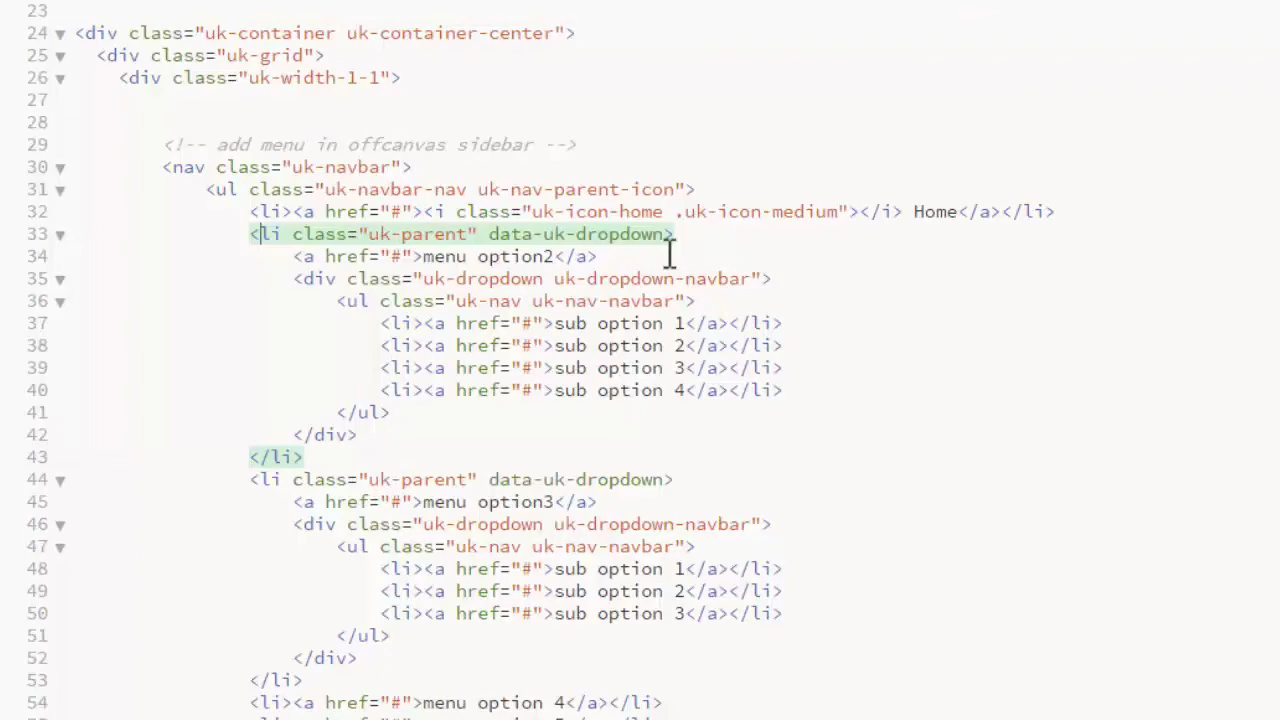 23
24 <div class="uk-container uk-container-center">
25 <div class="uk-grid">
26 <div class="uk-width-1-1">
27
28
29 <!-- add menu in offcanvas sidebar -->
30 <nav class="uk-navbar">
31 <ul class="uk-navbar-nav uk-nav-parent-icon">
32 <li><a href="#"><i class="uk-icon-home .uk-icon-medium"></i> Home</a></li>
33 <li class="uk-parent" data-uk-dropdown>
34 <a href="#">menu option2</a>
35 <div class="uk-dropdown uk-dropdown-navbar">
36 <ul class="uk-nav uk-nav-navbar">
37 <li><a href="#">sub option 1</a></li>
38 <li><a href="#">sub option 2</a></li>
39 <li><a href="#">sub option 3</a></li>
40 <li><a href="#">sub option 4</a></li>
41 </ul>
42 </div>
43 </li>
44 <li class="uk-parent" data-uk-dropdown>
45 <a href="#">menu option3</a>
46 <div class="uk-dropdown uk-dropdown-navbar">
47 <ul class="uk-nav uk-nav-navbar">
48 <li><a href="#">sub option 1</a></li>
49 <li><a href="#">sub option 2</a></li>
50 <li><a href="#">sub option 3</a></li>
51 </ul>
52 </div>
53 </li>
54 <li><a href="#">menu option 4</a></li>